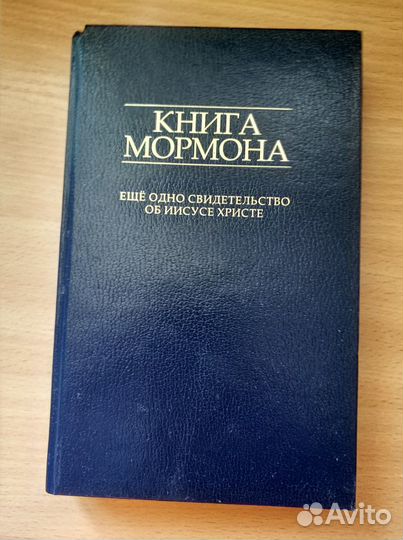 КНИГА
МОРМОНА
ЕЩЁ ОДНО СВИДЕТЕЛЬСТВО
ОБ ИИСУСЕ ХРИСТЕ
Avito